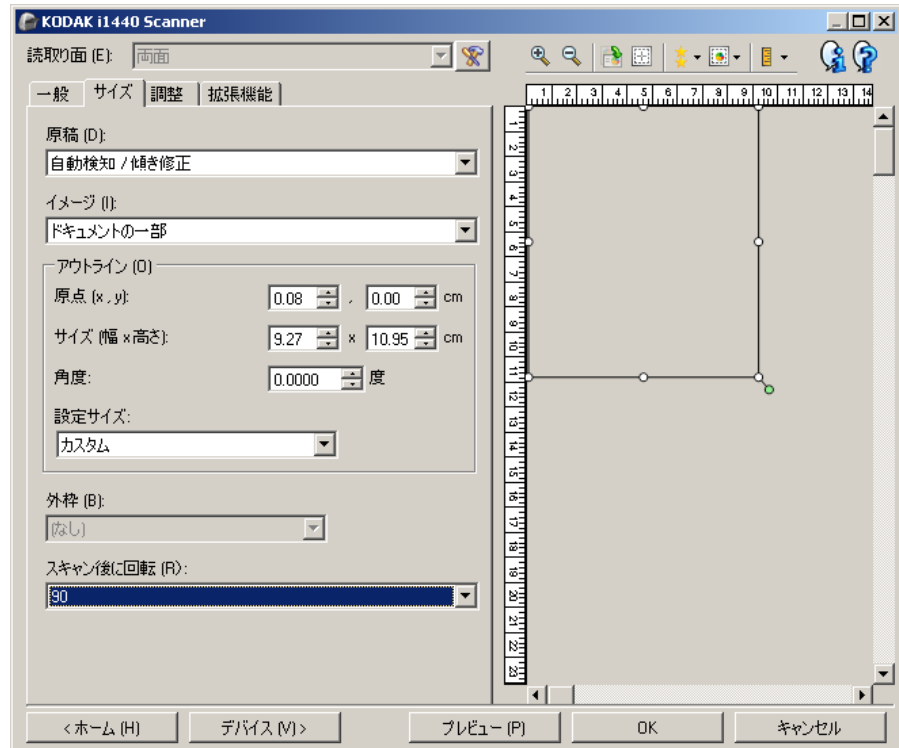 KODAK i1440 Scanner
読取り面 (E): 両面
一般 サイズ 調整 拡張機能
原稿 (D):
自動検知 / 傾き修正
イメージ (I):
ドキュメントの一部
アウトライン (O)
原点 (x , y): 0.08 , 0.00 cm
サイズ (幅 x 高さ): 9.27 x 10.95 cm
角度: 0.0000 度
設定サイズ:
カスタム
外枠 (B):
(なし)
スキャン後に回転 (R):
90
1 2 3 4 5 6 7 8 9 10 11 12 13 14
1
2
3
4
5
6
7
8
9
10
11
12
13
14
15
16
17
18
19
20
21
22
23
< ホーム (H) デバイス (V) > プレビュー (P) OK キャンセル